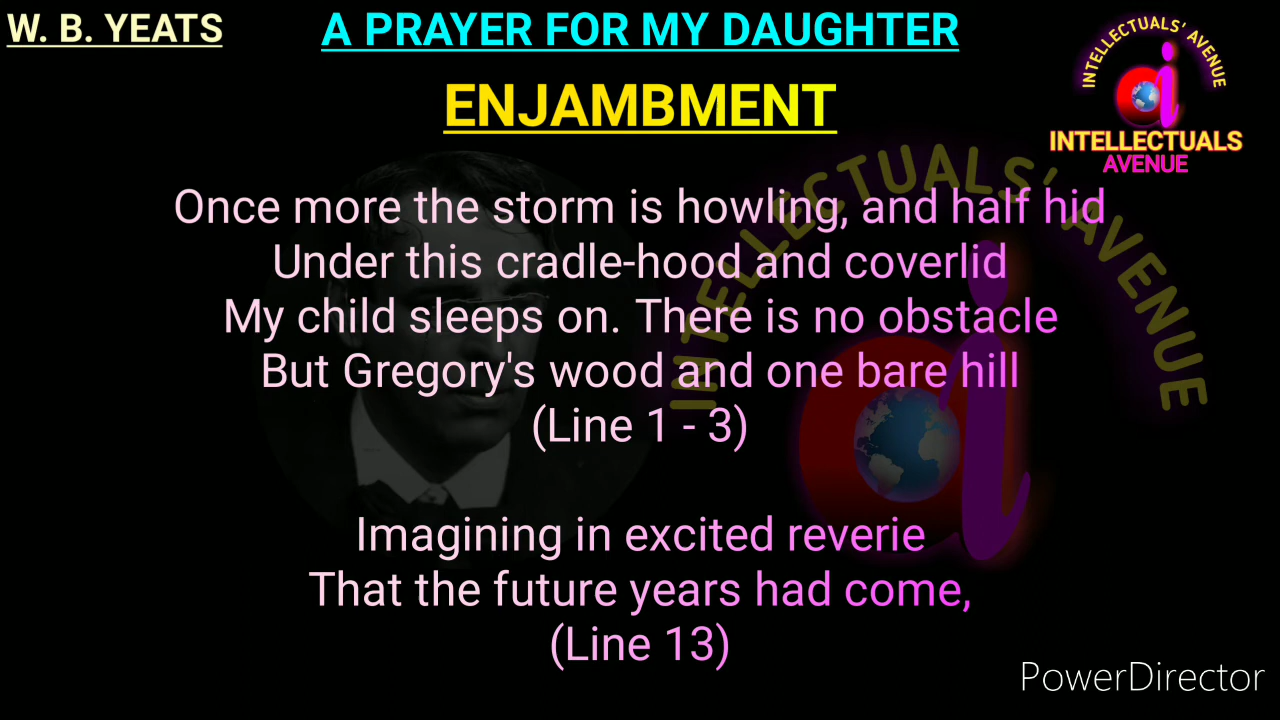 W. B. YEATS
A PRAYER FOR MY DAUGHTER
INTELLECTUALS' AVENUE
INTELLECTUALS
AVENUE
ENJAMBMENT
INTELLECTUALS' AVENUE
Once more the storm is howling, and half hid
Under this cradle-hood and coverlid
My child sleeps on. There is no obstacle
But Gregory's wood and one bare hill
(Line 1 - 3)
Imagining in excited reverie
That the future years had come,
(Line 13)
PowerDirector